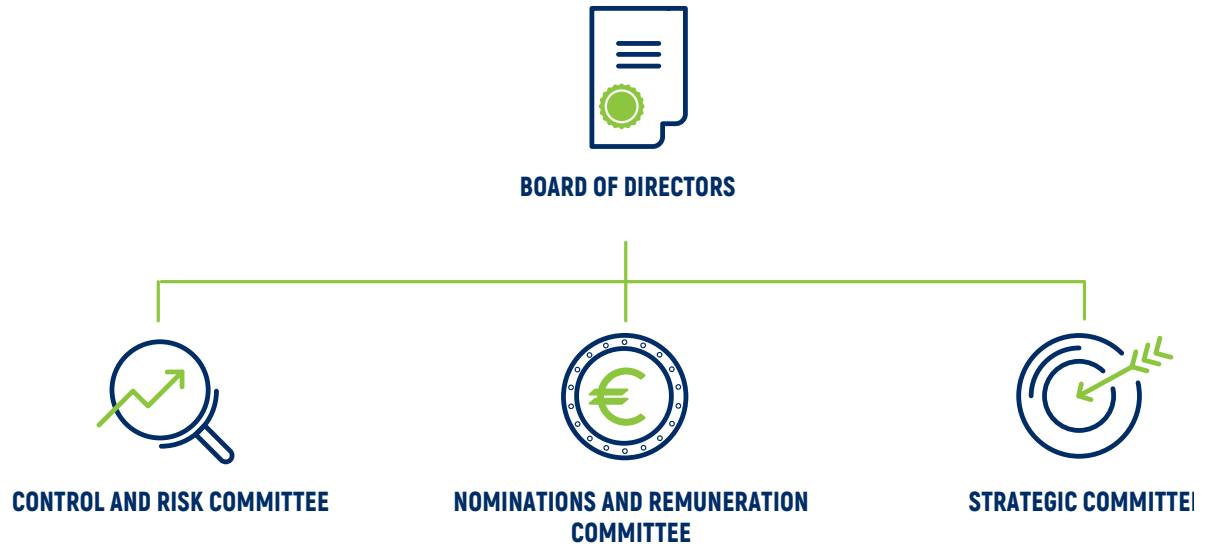 BOARD OF DIRECTORS
€
CONTROL AND RISK COMMITTEE
NOMINATIONS AND REMUNERATION
COMMITTEE
STRATEGIC COMMITTE